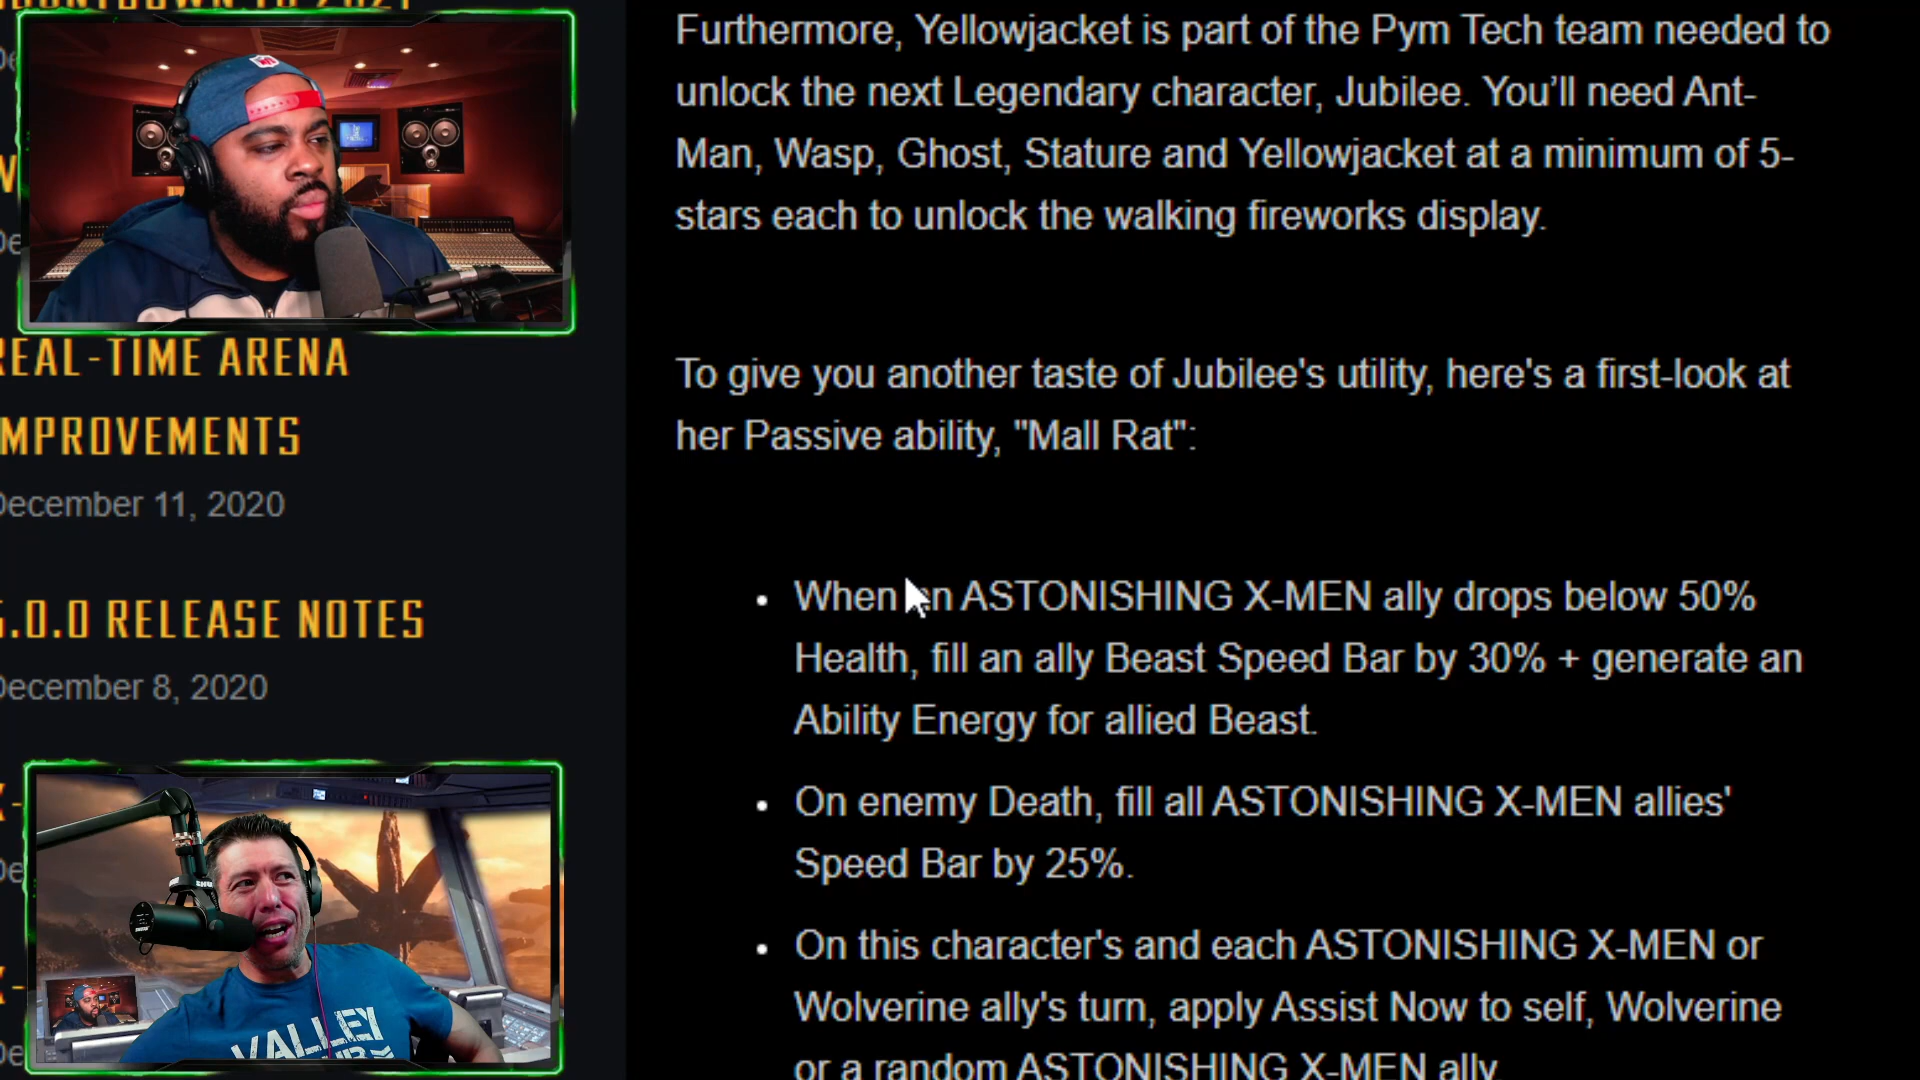 Furthermore, Yellowjacket is part of the Pym Tech team needed to
unlock the next Legendary character, Jubilee. You’ll need Ant-
Man, Wasp, Ghost, Stature and Yellowjacket at a minimum of 5-
stars each to unlock the walking fireworks display.
To give you another taste of Jubilee's utility, here's a first-look at
her Passive ability, "Mall Rat":
• When an ASTONISHING X-MEN ally drops below 50%
Health, fill an ally Beast Speed Bar by 30% + generate an
Ability Energy for allied Beast.
• On enemy Death, fill all ASTONISHING X-MEN allies'
Speed Bar by 25%.
• On this character's and each ASTONISHING X-MEN or
Wolverine ally's turn, apply Assist Now to self, Wolverine
or a random ASTONISHING X-MEN ally.
REAL-TIME ARENA
IMPROVEMENTS
December 11, 2020
5.0.0 RELEASE NOTES
December 8, 2020
VALLEY